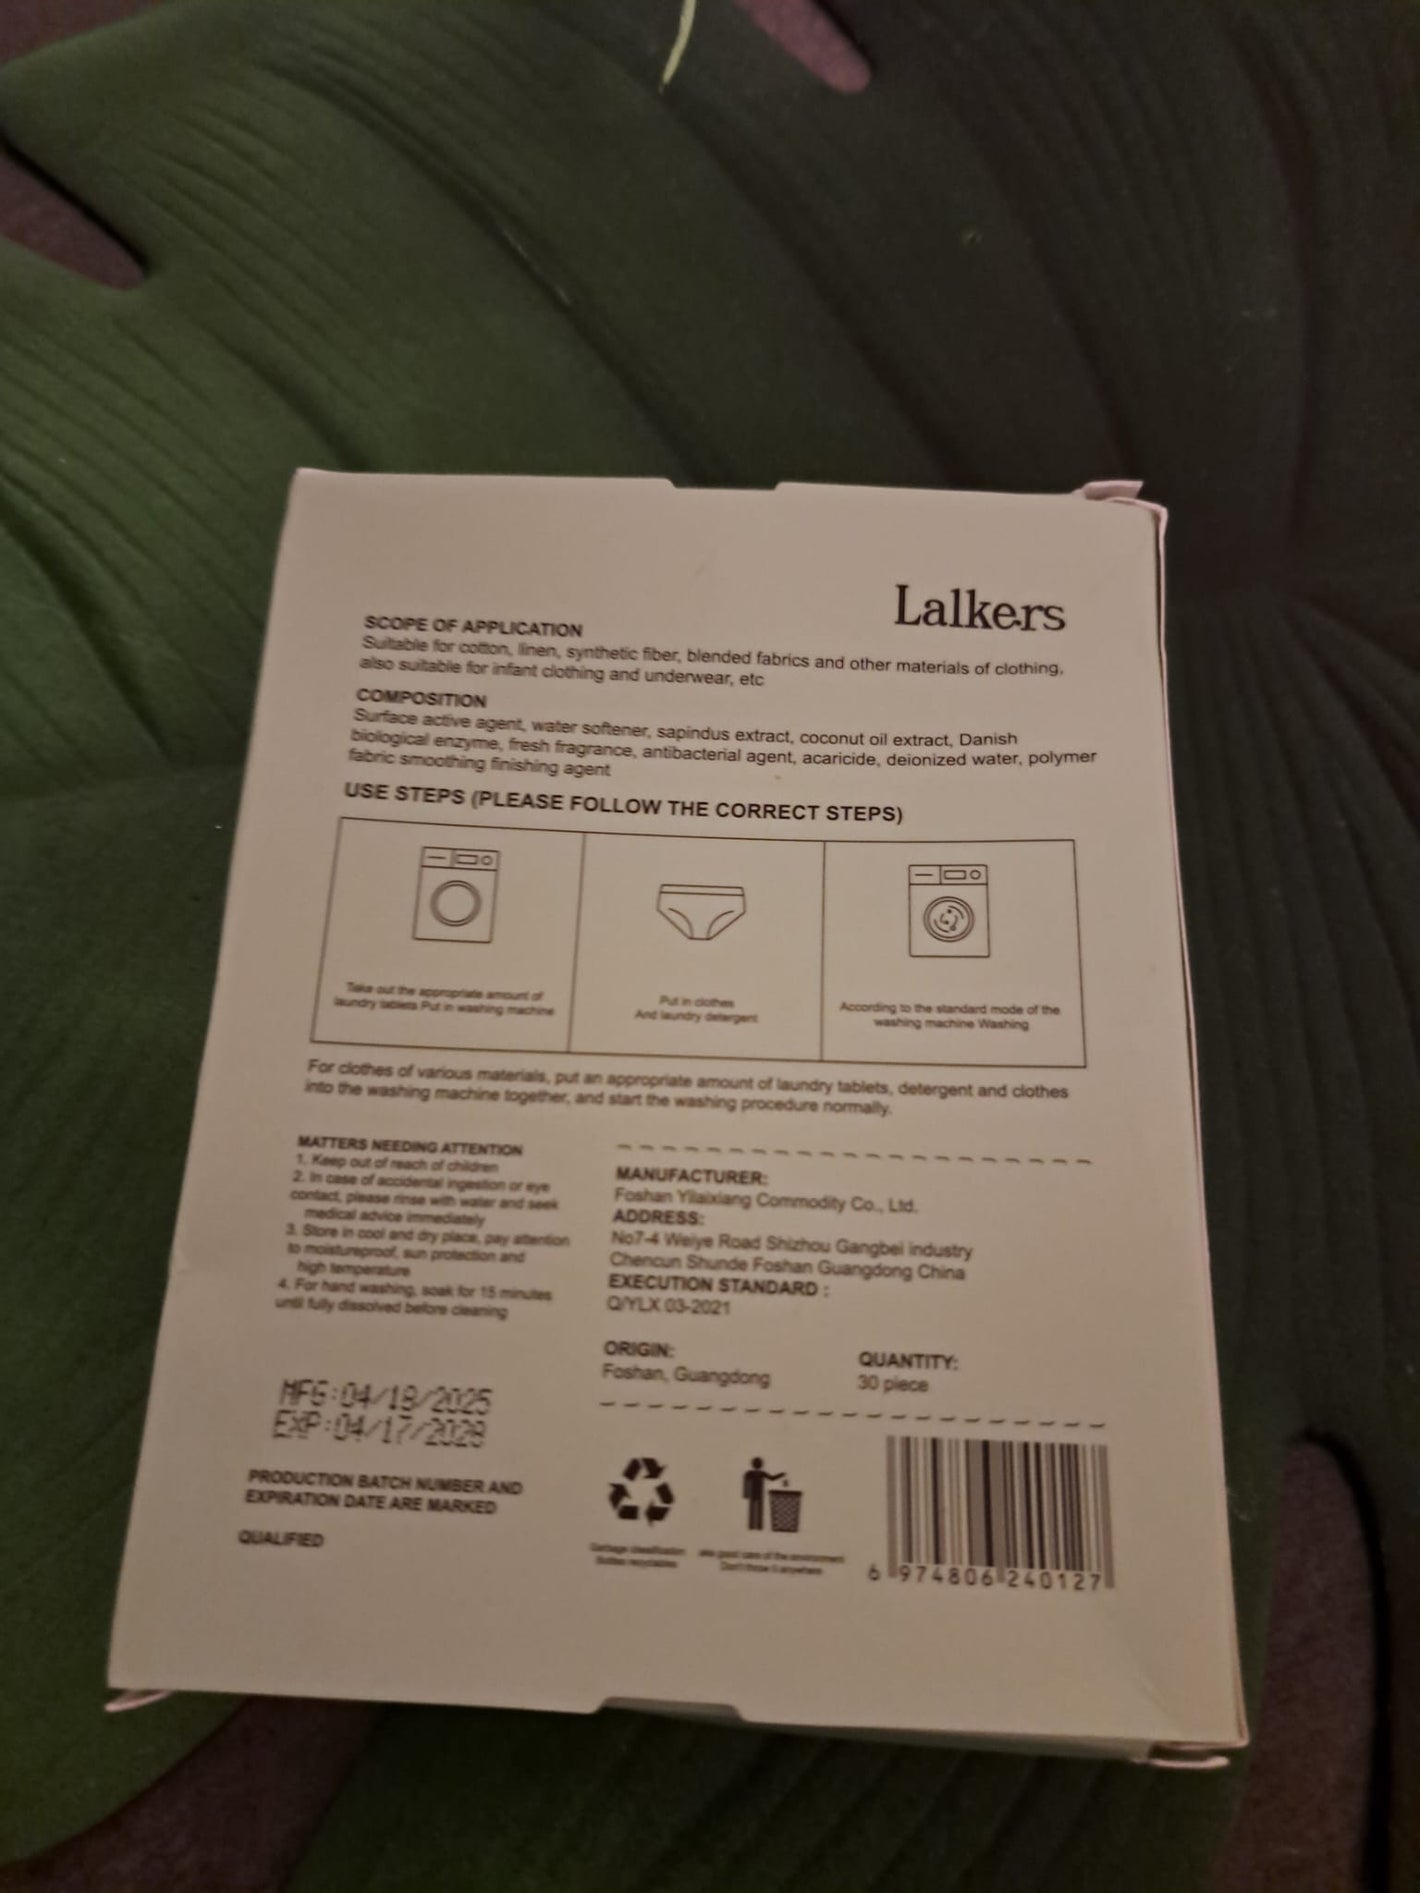 Lalkers
SCOPE OF APPLICATION
Suitable for cotton, linen, synthetic fiber, blended fabrics and other materials of clothing,
also suitable for infant clothing and underwear, etc
COMPOSITION
Surface active agent, water softener, sapindus extract, coconut oil extract, Danish
biological enzyme, fresh fragrance, antibacterial agent, acaricide, deionized water, polymer
fabric smoothing finishing agent
USE STEPS (PLEASE FOLLOW THE CORRECT STEPS)
Take out the appropriate amount of
laundry tablets Put in washing machine
Put in clothes
And laundry detergent
According to the standard mode of the
washing machine Washing
For clothes of various materials, put an appropriate amount of laundry tablets, detergent and clothes
into the washing machine together, and start the washing procedure normally.
MATTERS NEEDING ATTENTION
1. Keep out of reach of children
2. In case of accidental ingestion or eye
contact, please rinse with water and seek
medical advice immediately
3. Store in cool and dry place, pay attention
to moistureproof, sun protection and
high temperature
4. For hand washing, soak for 15 minutes
until fully dissolved before cleaning
MFG:04/18/2025
EXP:04/17/2028
PRODUCTION BATCH NUMBER AND
EXPIRATION DATE ARE MARKED
QUALIFIED
MANUFACTURER:
Foshan Yilaixiang Commodity Co., Ltd.
ADDRESS:
No7-4 Weiye Road Shizhou Gangbei industry
Chencun Shunde Foshan Guangdong China
EXECUTION STANDARD :
Q/YLX 03-2021
ORIGIN:
Foshan, Guangdong
QUANTITY:
30 piece
Garbage classification
good care of the environment
6 974806 240127